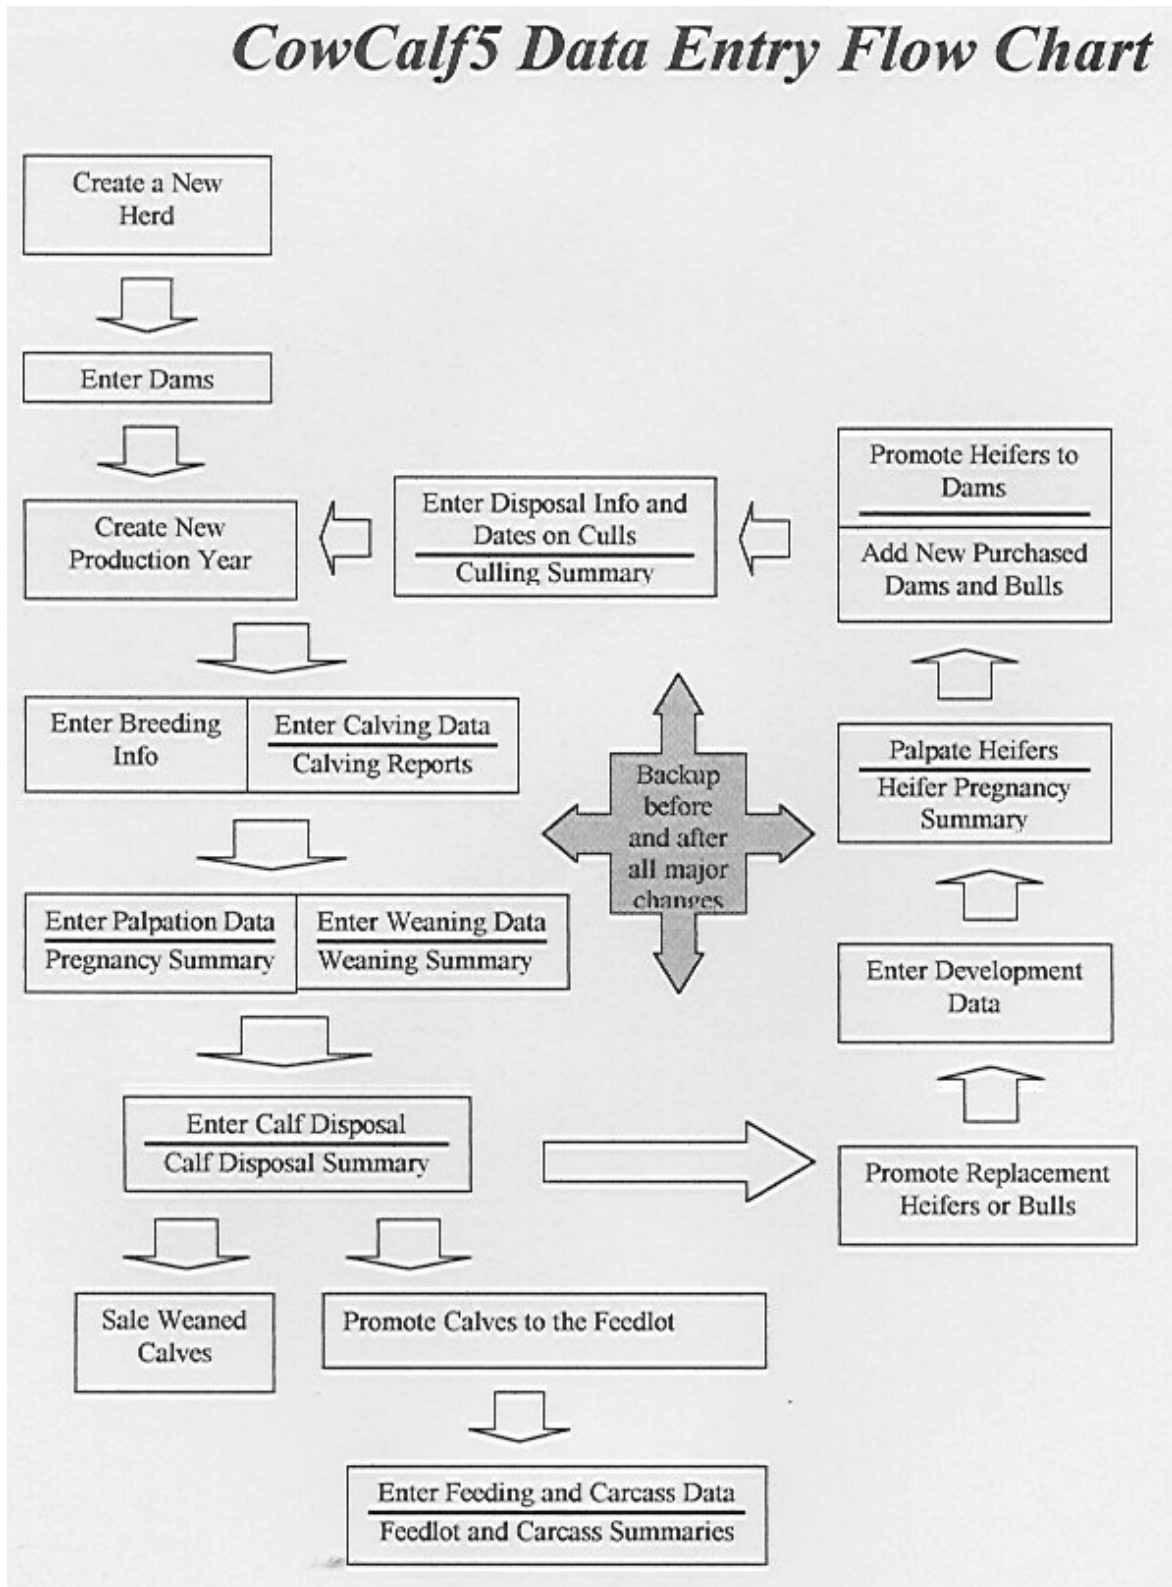 CowCalf5 Data Entry Flow Chart
Create a New
Herd
Enter Dams
Create New
Production Year
Enter Disposal Info and
Dates on Culls
Culling Summary
Promote Heifers to
Dams
Add New Purchased
Dams and Bulls
Enter Breeding
Info
Enter Calving Data
Calving Reports
Backup
before
and after
all major
changes
Palpate Heifers
Heifer Pregnancy
Summary
Enter Palpation Data
Pregnancy Summary
Enter Weaning Data
Weaning Summary
Enter Development
Data
Enter Calf Disposal
Calf Disposal Summary
Promote Replacement
Heifers or Bulls
Sale Weaned
Calves
Promote Calves to the Feedlot
Enter Feeding and Carcass Data
Feedlot and Carcass Summaries